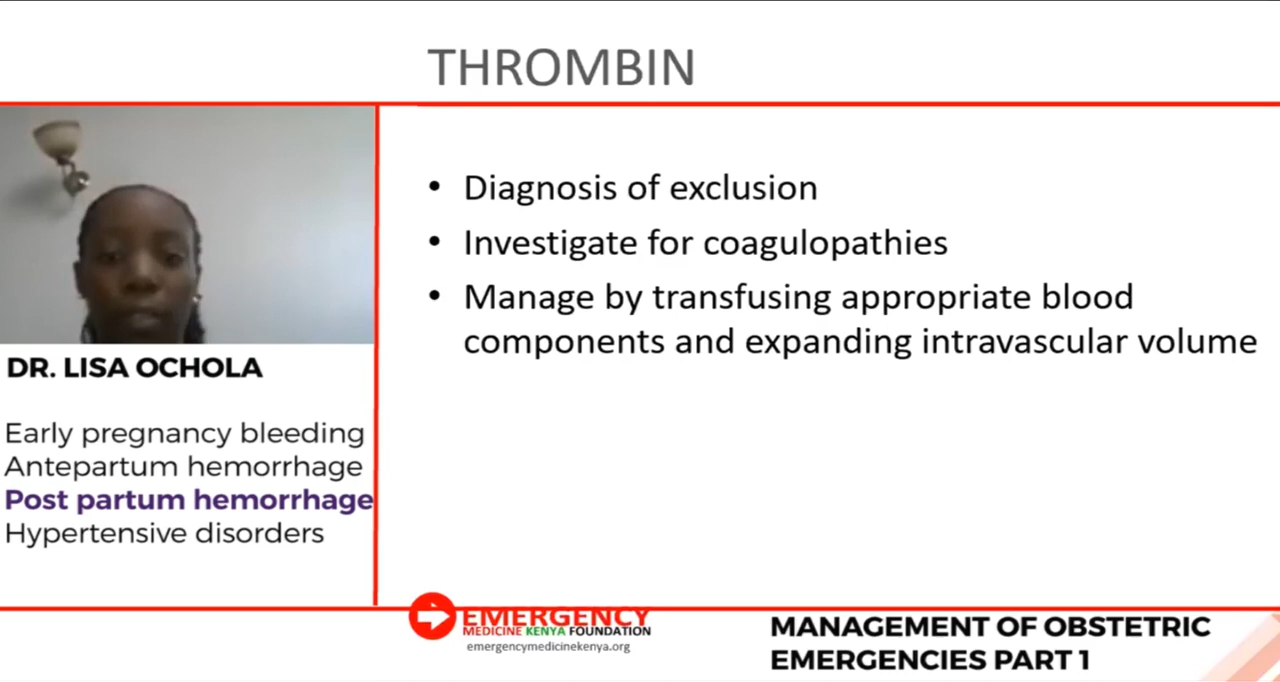 THROMBIN
• Diagnosis of exclusion
• Investigate for coagulopathies
• Manage by transfusing appropriate blood
components and expanding intravascular volume
DR. LISA OCHOLA
Early pregnancy bleeding
Antepartum hemorrhage
Post partum hemorrhage
Hypertensive disorders
EMERGENCY
MEDICINE KENYA FOUNDATION
emergencymedicinekenya.org
MANAGEMENT OF OBSTETRIC
EMERGENCIES PART 1